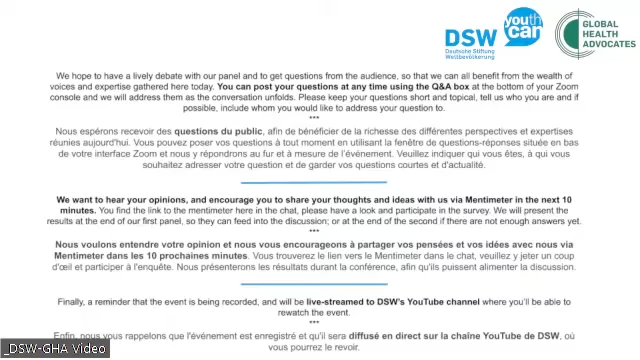 DSW
Deutsche Stiftung
Weltbevölkerung
youth
can
GLOBAL
HEALTH
ADVOCATES
We hope to have a lively debate with our panel and to get questions from the audience, so that we can all benefit from the wealth of
voices and expertise gathered here today. You can post your questions at any time using the Q&A box at the bottom of your Zoom
console and we will address them as the conversation unfolds. Please keep your questions short and topical, tell us who you are and if
possible, include whom you would like to address your question to.
***
Nous espérons recevoir des questions du public, afin de bénéficier de la richesse des différentes perspectives et expertises
réunies aujourd'hui. Vous pouvez poser vos questions à tout moment en utilisant la fenêtre de questions-réponses située en bas
de votre interface Zoom et nous y répondrons au fur et à mesure de l'événement. Veuillez indiquer qui vous êtes, à qui vous
souhaitez adresser votre question et de garder vos questions courtes et d'actualité.
We want to hear your opinions, and encourage you to share your thoughts and ideas with us via Mentimeter in the next 10
minutes. You find the link to the mentimeter here in the chat, please have a look and participate in the survey. We will present the
results at the end of our first panel, so they can feed into the discussion; or at the end of the second if there are not enough answers yet.
***
Nous voulons entendre votre opinion et nous vous encourageons à partager vos pensées et vos idées avec nous via
Mentimeter dans les 10 prochaines minutes. Vous trouverez le lien vers le Mentimeter dans le chat, veuillez y jeter un coup
d'œil et participer à l'enquête. Nous présenterons les résultats durant la conférence, afin qu'ils puissent alimenter la discussion.
Finally, a reminder that the event is being recorded, and will be live-streamed to DSW's YouTube channel where you'll be able to
rewatch the event.
***
Enfin, nous vous rappelons que l'événement est enregistré et qu'il sera diffusé en direct sur la chaîne YouTube de DSW, où
vous pourrez le revoir.
_DSW-GHA Video